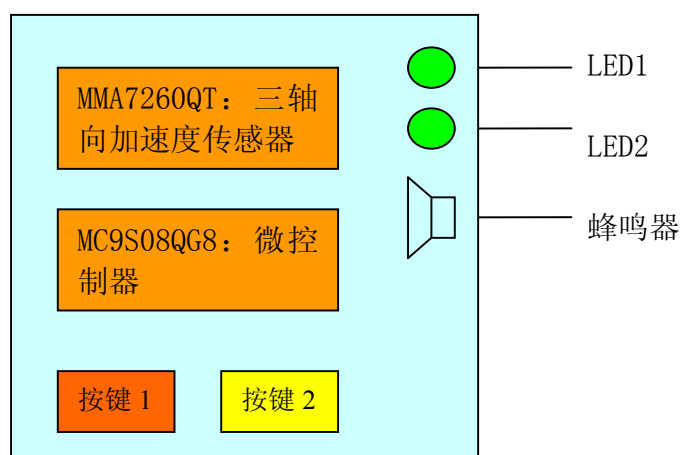 MMA7260QT：三轴
向加速度传感器
LED1
LED2
MC9S08QG8：微控
制器
蜂鸣器
按键 1
按键 2